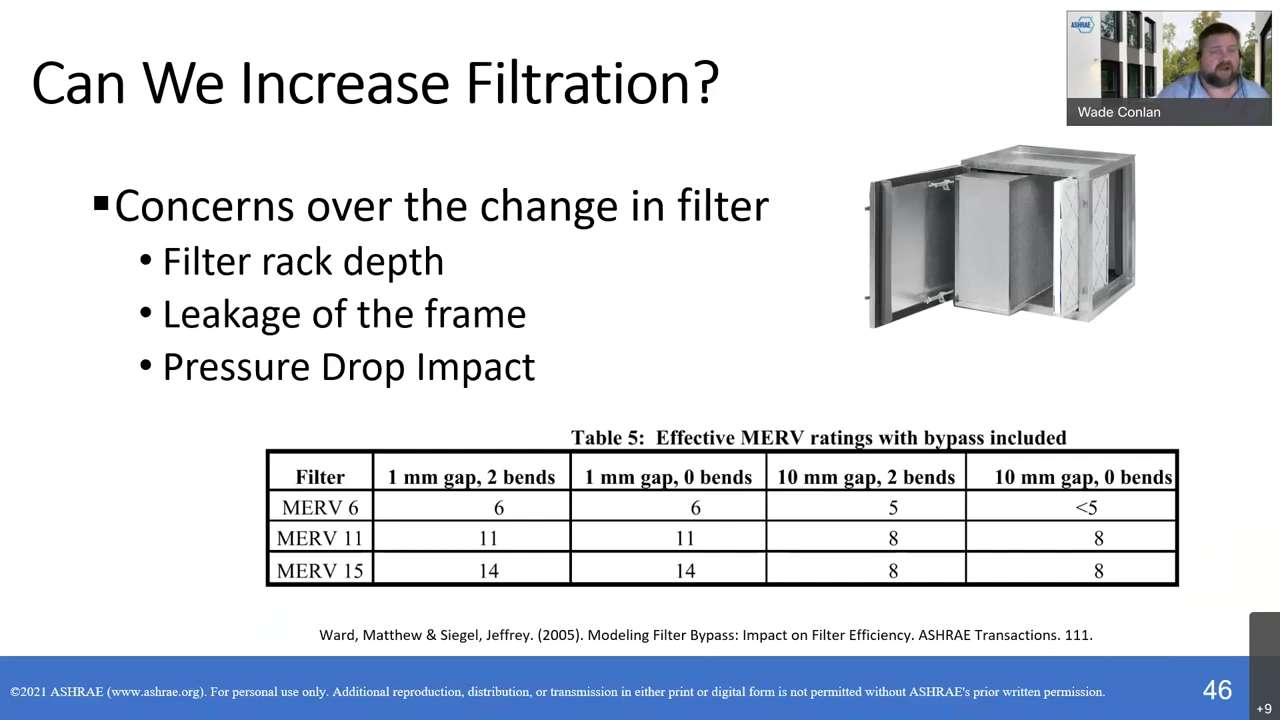 Can We Increase Filtration?
ASHRAE
Wade Conlan
▪Concerns over the change in filter
• Filter rack depth
• Leakage of the frame
• Pressure Drop Impact
Table 5: Effective MERV ratings with bypass included
Filter 1 mm gap, 2 bends 1 mm gap, 0 bends 10 mm gap, 2 bends 10 mm gap, 0 bends
MERV 6 6 6 5 <5
MERV 11 11 11 8 8
MERV 15 14 14 8 8
Ward, Matthew & Siegel, Jeffrey. (2005). Modeling Filter Bypass: Impact on Filter Efficiency. ASHRAE Transactions. 111.
©2021 ASHRAE (www.ashrae.org). For personal use only. Additional reproduction, distribution, or transmission in either print or digital form is not permitted without ASHRAE's prior written permission.
46
+9